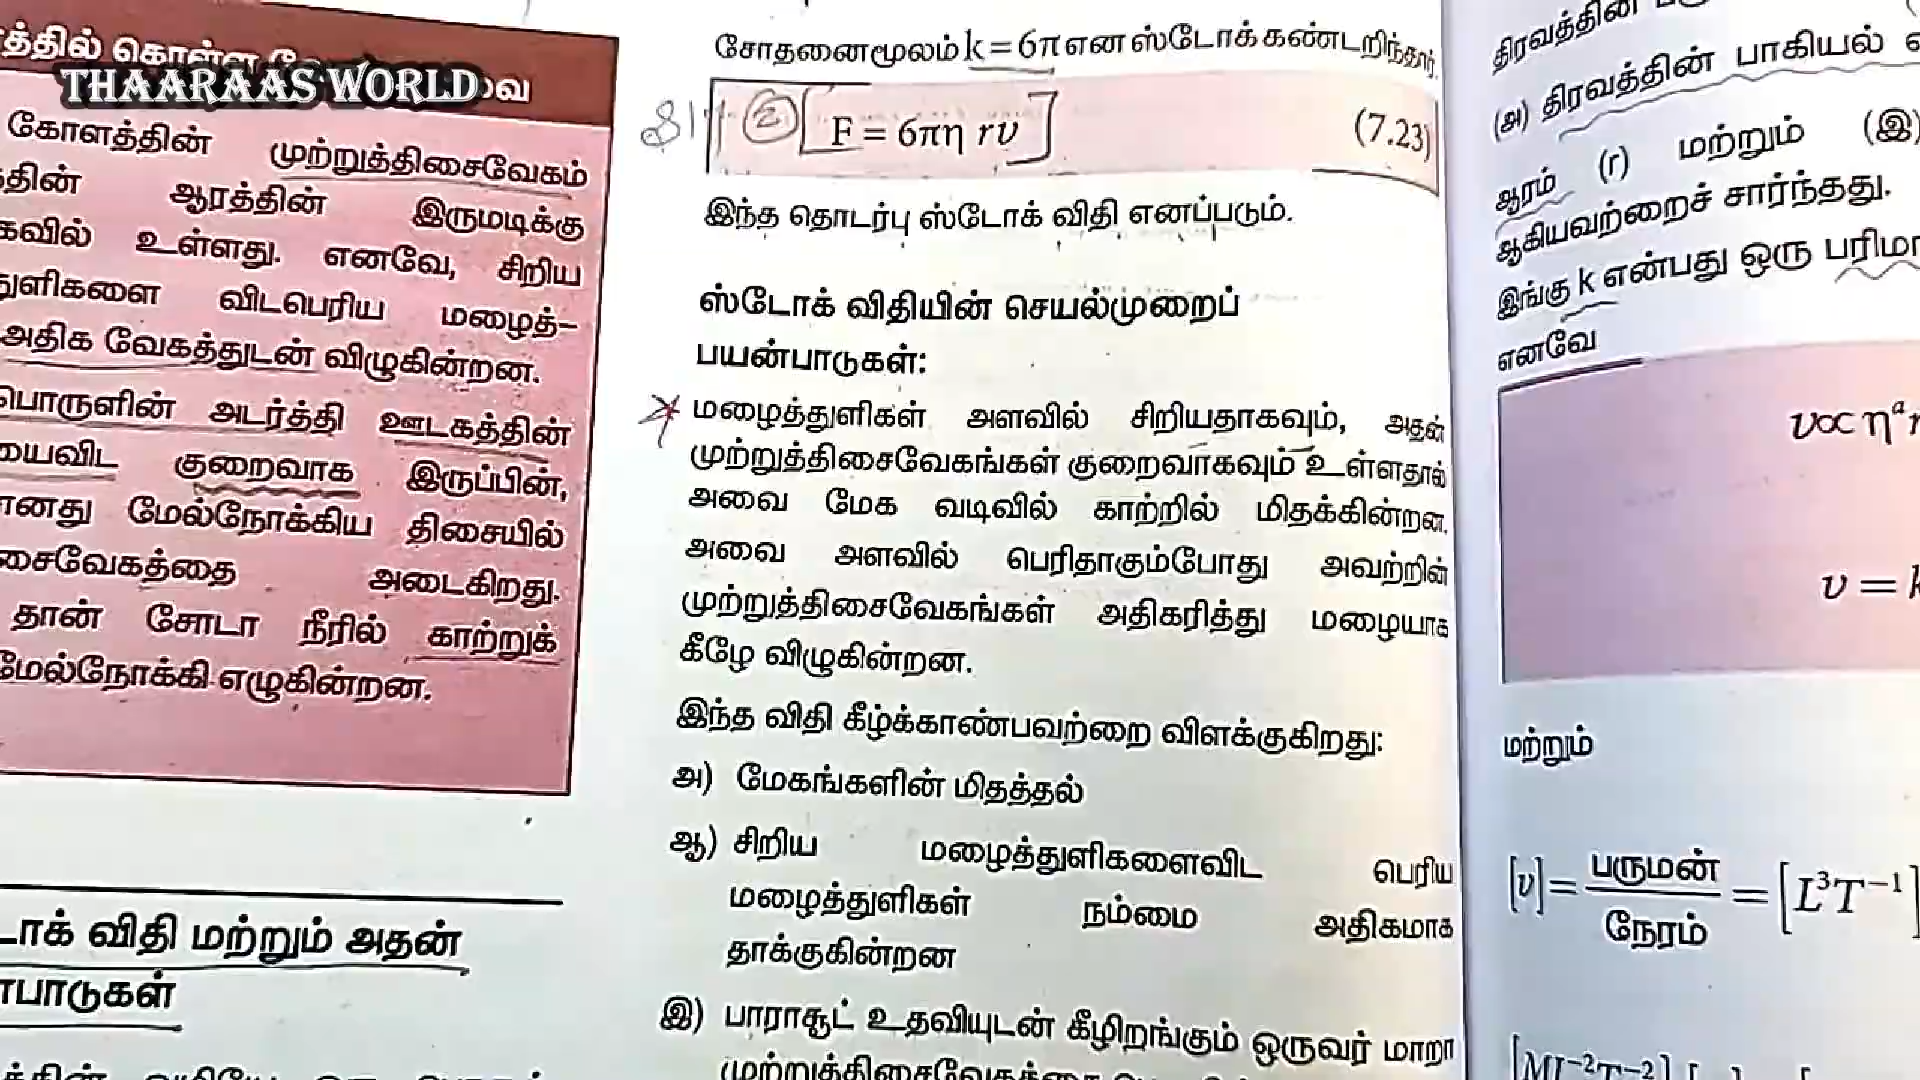 THAARAAS WORLD
கோளத்தின் முற்றுத்திசைவேகம்
ஆரத்தின் இருமடிக்கு
உள்ளது. எனவே, சிறிய
விடபெரிய மழைத்-
அதிக வேகத்துடன் விழுகின்றன.
அடர்த்தி ஊடகத்தின்
குறைவாக இருப்பின்,
மேல்நோக்கிய திசையில்
அடைகிறது.
தான் சோடா நீரில் காற்றுக்
மேல்நோக்கி எழுகின்றன.
விதி மற்றும் அதன்
சோதனைமூலம் k = 6π என ஸ்டோக் கண்டறிந்தார்.
② [F = 6πη rv] (7.23)
இந்த தொடர்பு ஸ்டோக் விதி எனப்படும்.
ஸ்டோக் விதியின் செயல்முறைப்
பயன்பாடுகள்:
மழைத்துளிகள் அளவில் சிறியதாகவும், அதன்
முற்றுத்திசைவேகங்கள் குறைவாகவும் உள்ளதால்
அவை மேக வடிவில் காற்றில் மிதக்கின்றன.
அவை அளவில் பெரிதாகும்போது அவற்றின்
முற்றுத்திசைவேகங்கள் அதிகரித்து மழையாக
கீழே விழுகின்றன.
இந்த விதி கீழ்க்காண்பவற்றை விளக்குகிறது:
அ) மேகங்களின் மிதத்தல்
ஆ) சிறிய மழைத்துளிகளைவிட பெரிய
மழைத்துளிகள் நம்மை அதிகமாக
தாக்குகின்றன
இ) பாராசூட் உதவியுடன் கீழிறங்கும் ஒருவர் மாறா
திரவத்தின்
(அ) திரவத்தின் பாகியல்
ஆரம் (r) மற்றும் (இ)
ஆகியவற்றைச் சார்ந்தது.
இங்கு k என்பது ஒரு
எனவே
v∝ η^a
v = k
மற்றும்
[v] = பருமன் / நேரம் = [L³T⁻¹]